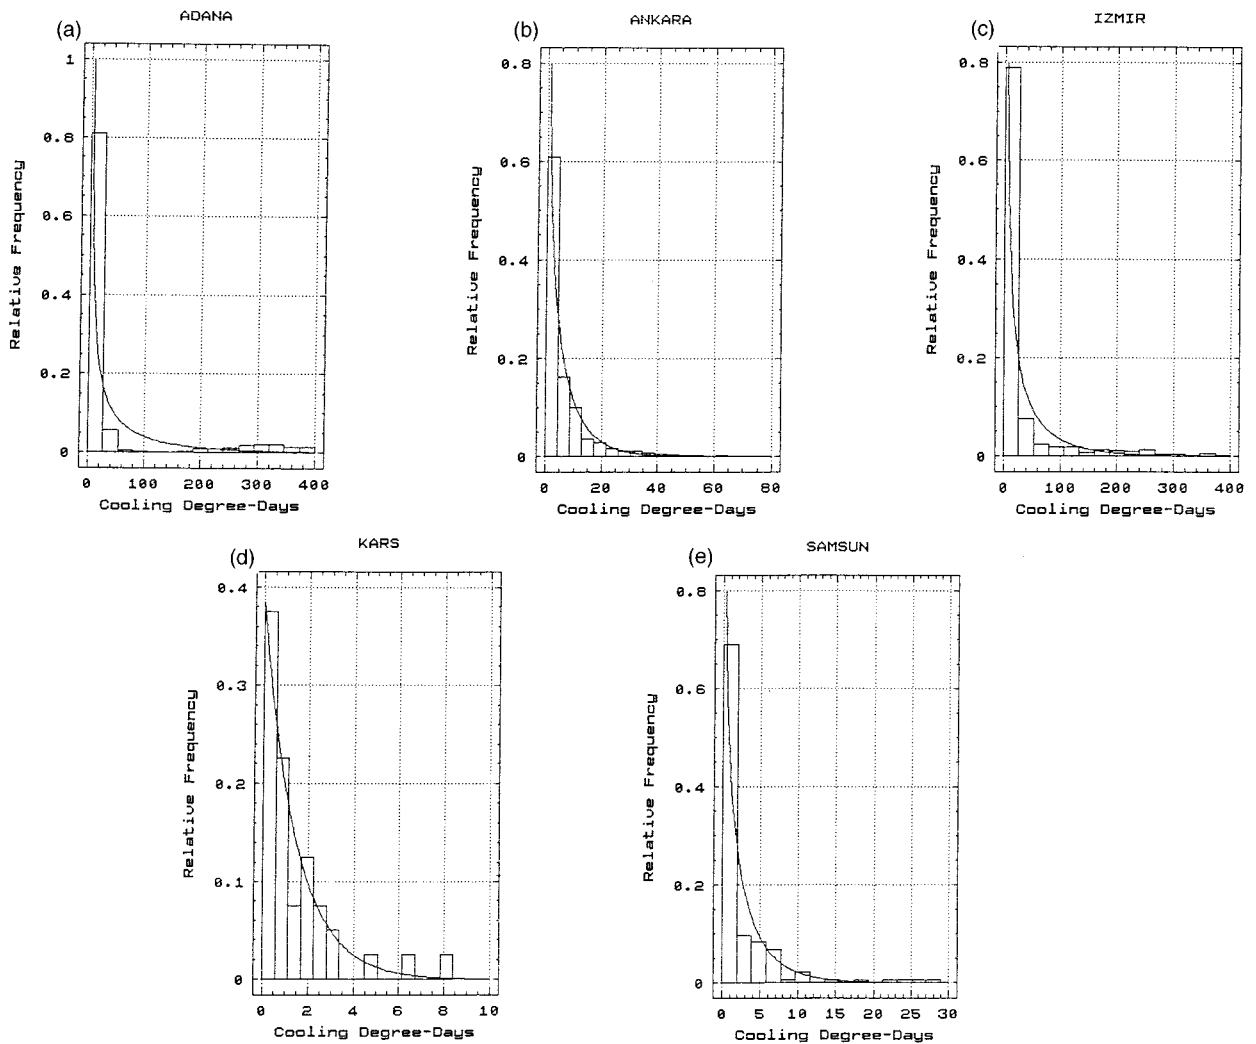 (a)
ADANA
1
0.8
0.6
0.4
0.2
0
Relative Frequency
0 100 200 300 400
Cooling Degree-Days
(b)
ANKARA
0.8
0.6
0.4
0.2
0
Relative Frequency
0 20 40 60 80
Cooling Degree-Days
(c)
IZMIR
0.8
0.6
0.4
0.2
0
Relative Frequency
0 100 200 300 400
Cooling Degree-Days
(d)
KARS
0.4
0.3
0.2
0.1
0
Relative Frequency
0 2 4 6 8 10
Cooling Degree-Days
(e)
SAMSUN
0.8
0.6
0.4
0.2
0
Relative Frequency
0 5 10 15 20 25 30
Cooling Degree-Days